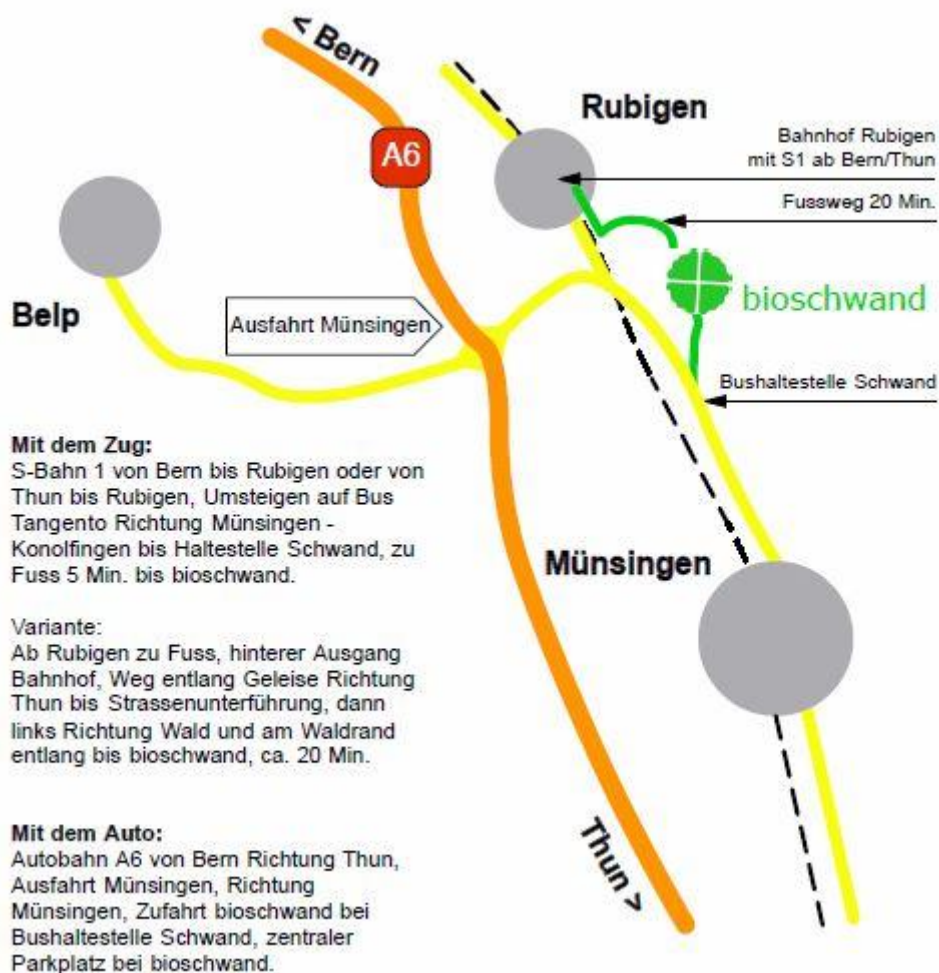 < Bern
Rubigen
A6
Bahnhof Rubigen
mit S1 ab Bern/Thun
Fussweg 20 Min.
Belp
Ausfahrt Münsingen
bioschwand
Bushaltestelle Schwand
Mit dem Zug:
S-Bahn 1 von Bern bis Rubigen oder von
Thun bis Rubigen, Umsteigen auf Bus
Tangento Richtung Münsingen -
Konolfingen bis Haltestelle Schwand, zu
Fuss 5 Min. bis bioschwand.
Münsingen
Variante:
Ab Rubigen zu Fuss, hinterer Ausgang
Bahnhof, Weg entlang Geleise Richtung
Thun bis Strassenunterführung, dann
links Richtung Wald und am Waldrand
entlang bis bioschwand, ca. 20 Min.
Thun >
Mit dem Auto:
Autobahn A6 von Bern Richtung Thun,
Ausfahrt Münsingen, Richtung
Münsingen, Zufahrt bioschwand bei
Bushaltestelle Schwand, zentraler
Parkplatz bei bioschwand.